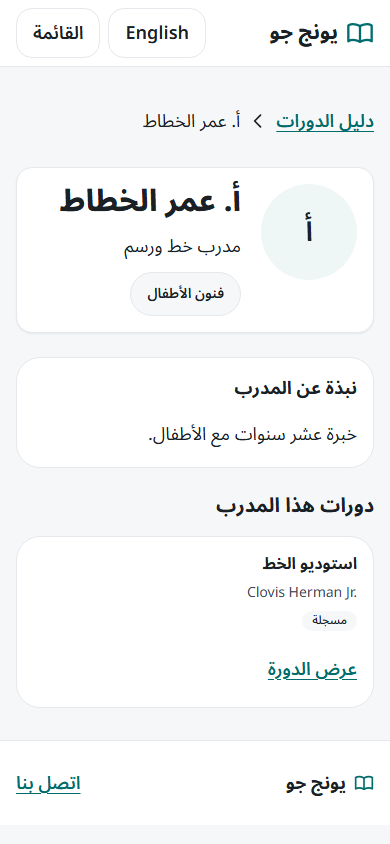 يونج جو
English
القائمة
دليل الدورات
أ. عمر الخطاط
أ
أ. عمر الخطاط
مدرب خط ورسم
فنون الأطفال
نبذة عن المدرب
خبرة عشر سنوات مع الأطفال.
دورات هذا المدرب
استوديو الخط
Clovis Herman Jr.
مسجلة
عرض الدورة
يونج جو
اتصل بنا